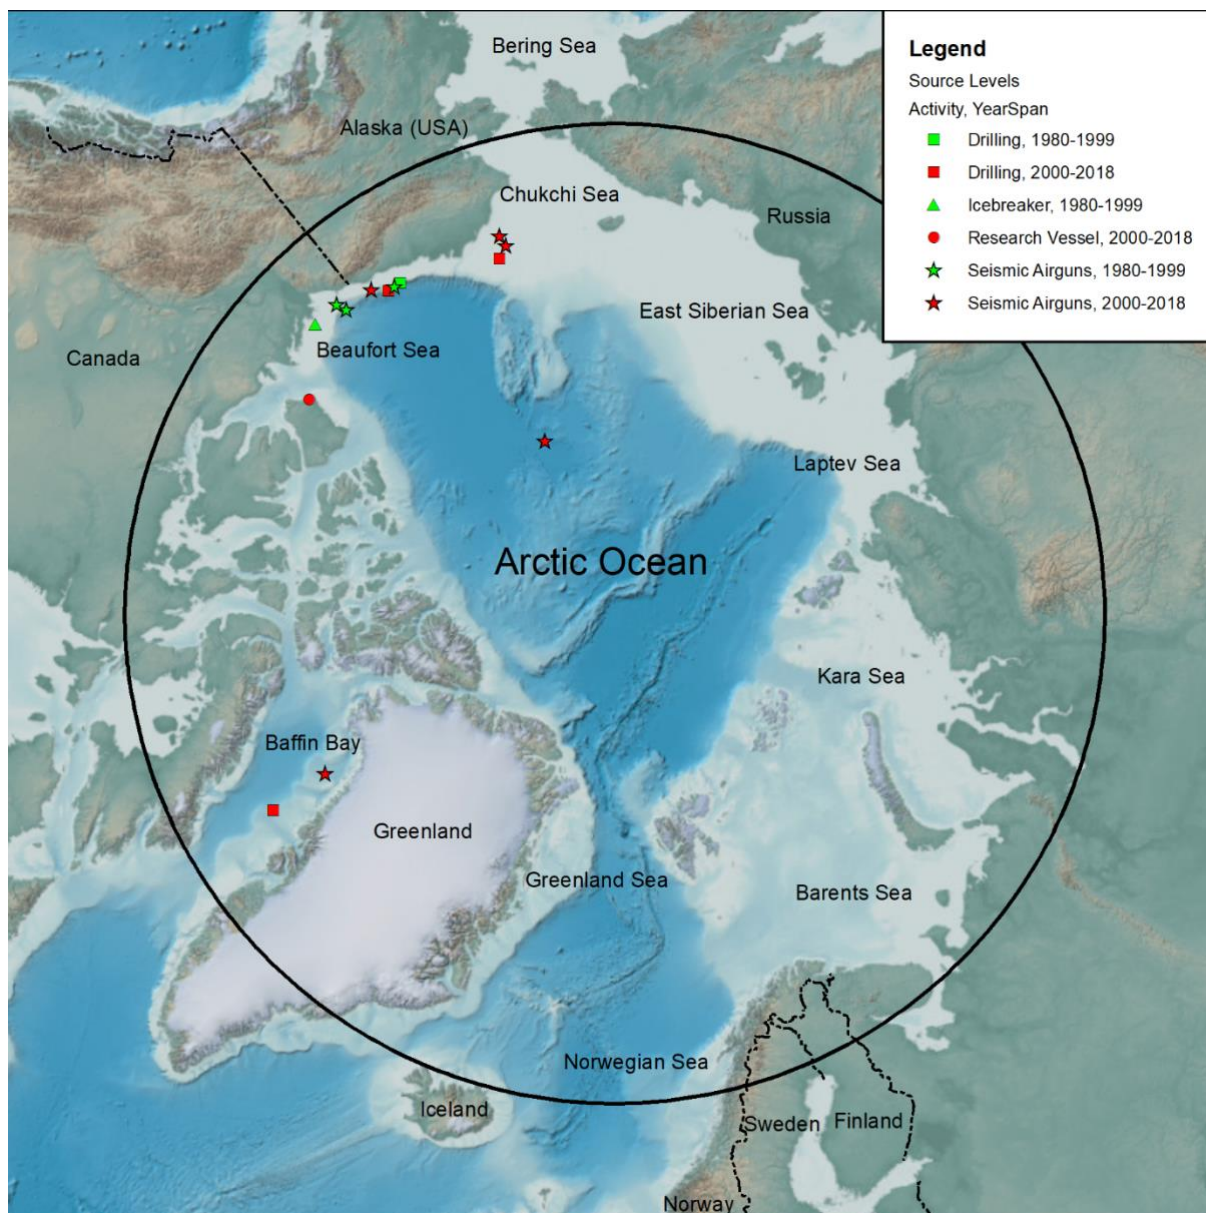 Legend
Source Levels
Activity, YearSpan
Drilling, 1980-1999
Drilling, 2000-2018
Icebreaker, 1980-1999
Research Vessel, 2000-2018
Seismic Airguns, 1980-1999
Seismic Airguns, 2000-2018
Bering Sea
Alaska (USA)
Chukchi Sea
Russia
East Siberian Sea
Canada
Beaufort Sea
Laptev Sea
Arctic Ocean
Kara Sea
Baffin Bay
Greenland
Greenland Sea
Barents Sea
Norwegian Sea
Iceland
Sweden
Finland
Norway